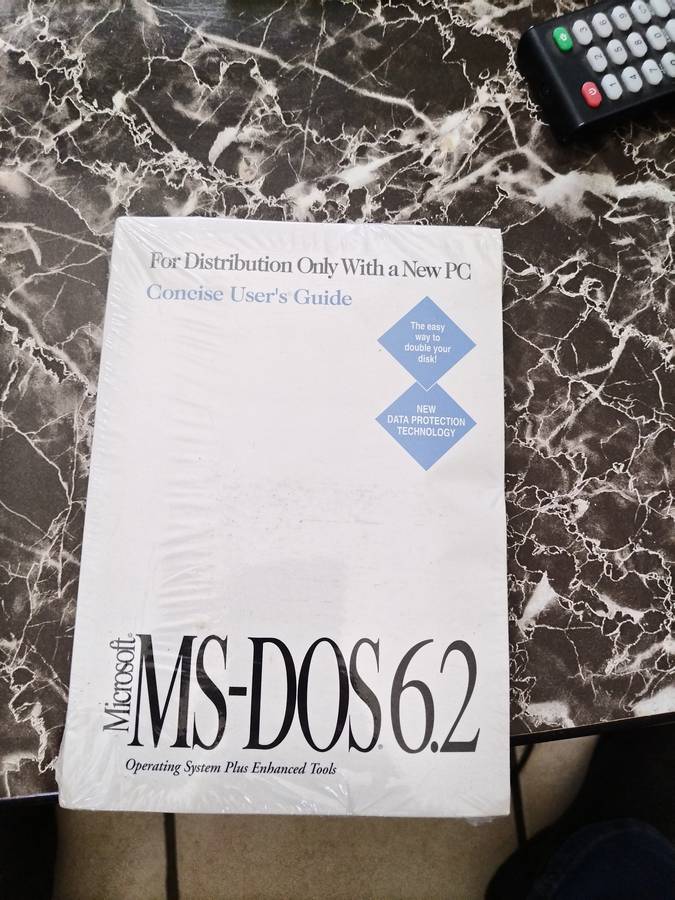 For Distribution Only With a New PC
Concise User's Guide
The easy
way to
double your
disk!
NEW
DATA PROTECTION
TECHNOLOGY
Microsoft®
MS-DOS® 6.2
Operating System Plus Enhanced Tools